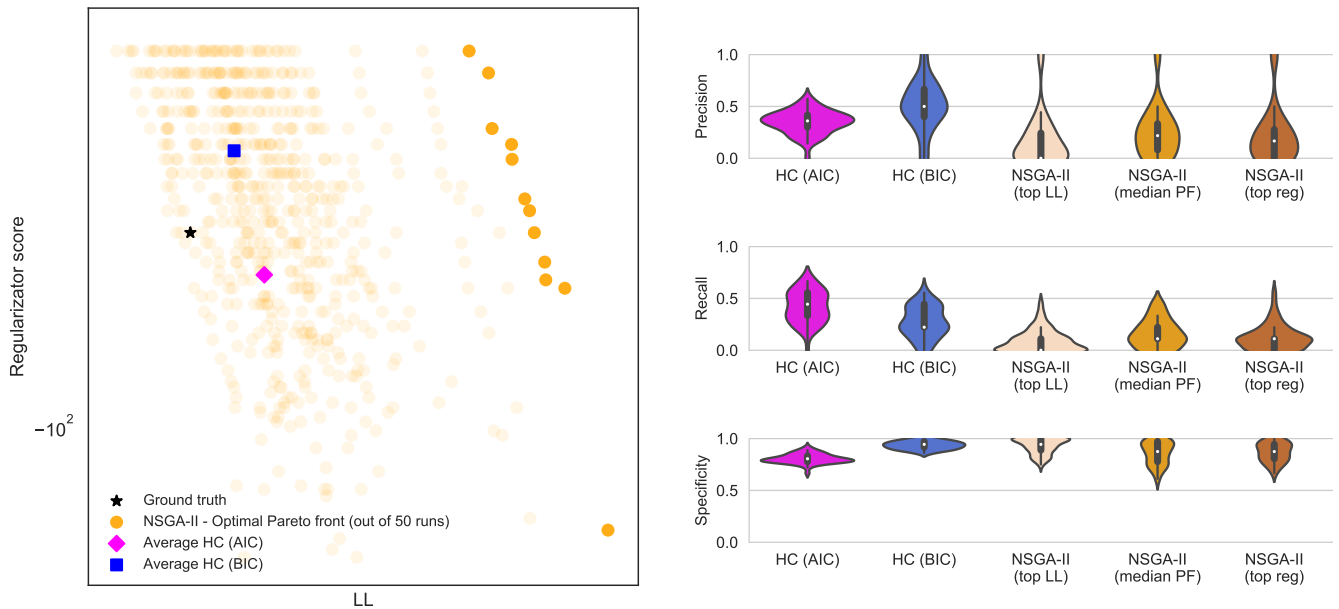 Regularizator score
−10²
LL
Ground truth
NSGA-II - Optimal Pareto front (out of 50 runs)
Average HC (AIC)
Average HC (BIC)
Precision
1.0
0.5
0.0
HC (AIC)
HC (BIC)
NSGA-II
(top LL)
NSGA-II
(median PF)
NSGA-II
(top reg)
Recall
1.0
0.5
0.0
HC (AIC)
HC (BIC)
NSGA-II
(top LL)
NSGA-II
(median PF)
NSGA-II
(top reg)
Specificity
1.0
0.5
0.0
HC (AIC)
HC (BIC)
NSGA-II
(top LL)
NSGA-II
(median PF)
NSGA-II
(top reg)